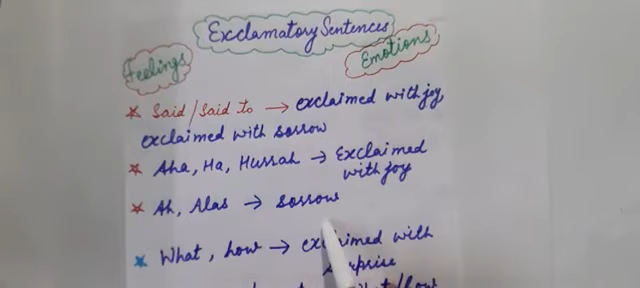 Exclamatory Sentences
Feelings
Emotions
* Said/Said to → exclaimed with joy,
exclaimed with sorrow
* Aha, Ha, Hurrah → Exclaimed
with joy
* Ah, Alas → sorrow
* What, how → exclaimed with
surprise